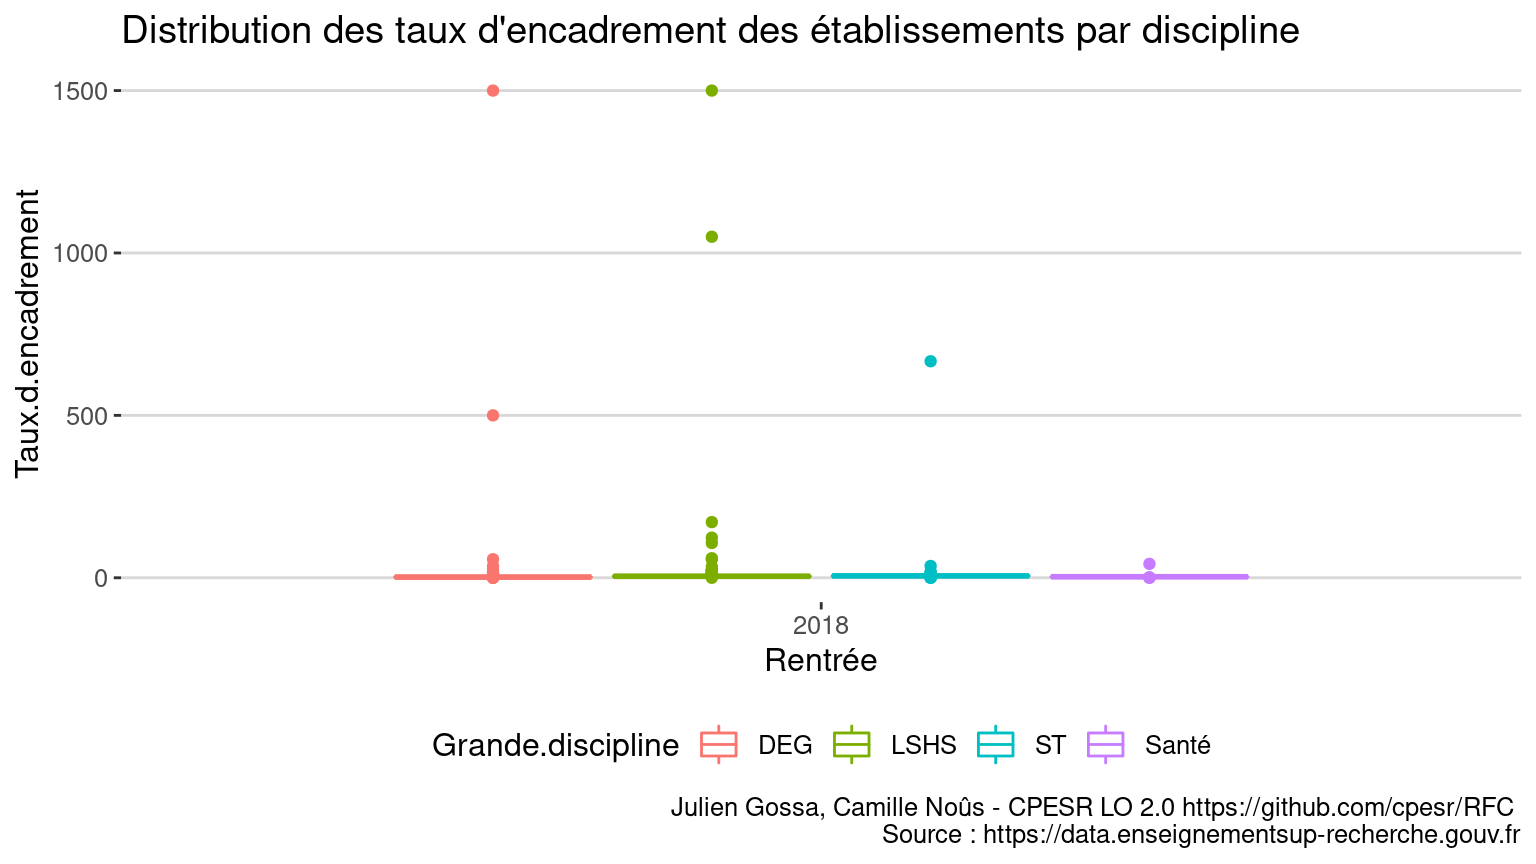 Distribution des taux d'encadrement des établissements par discipline
Taux.d.encadrement
1500
1000
500
0
2018
Rentrée
Grande.discipline DEG LSHS ST Santé
Julien Gossa, Camille Noûs - CPESR LO 2.0 https://github.com/cpesr/RFC
Source : https://data.enseignementsup-recherche.gouv.fr